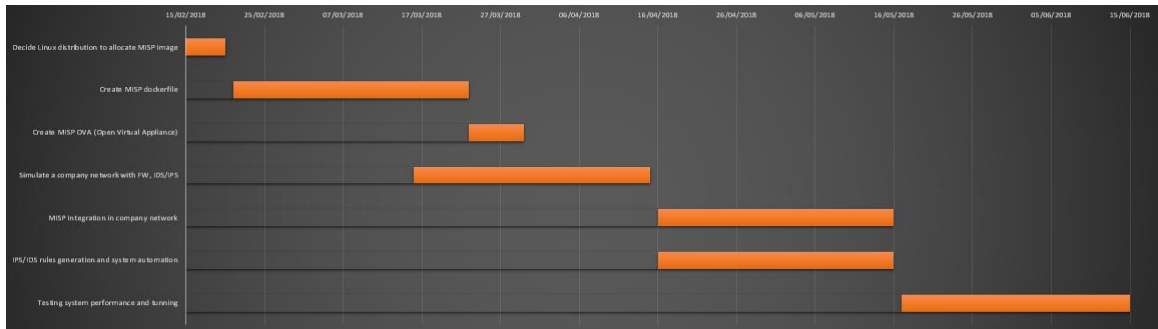 15/02/2018 25/02/2018 07/03/2018 17/03/2018 27/03/2018 06/04/2018 16/04/2018 26/04/2018 06/05/2018 16/05/2018 26/05/2018 05/06/2018 15/06/2018
Decide Linux distribution to allocate MISP image
Create MISP dockerfile
Create MISP OVA (Open Virtual Appliance)
Simulate a company network with FW, IDS/IPS
MISP integration in company network
IPS/IDS rules generation and system automation
Testing system performance and tunning